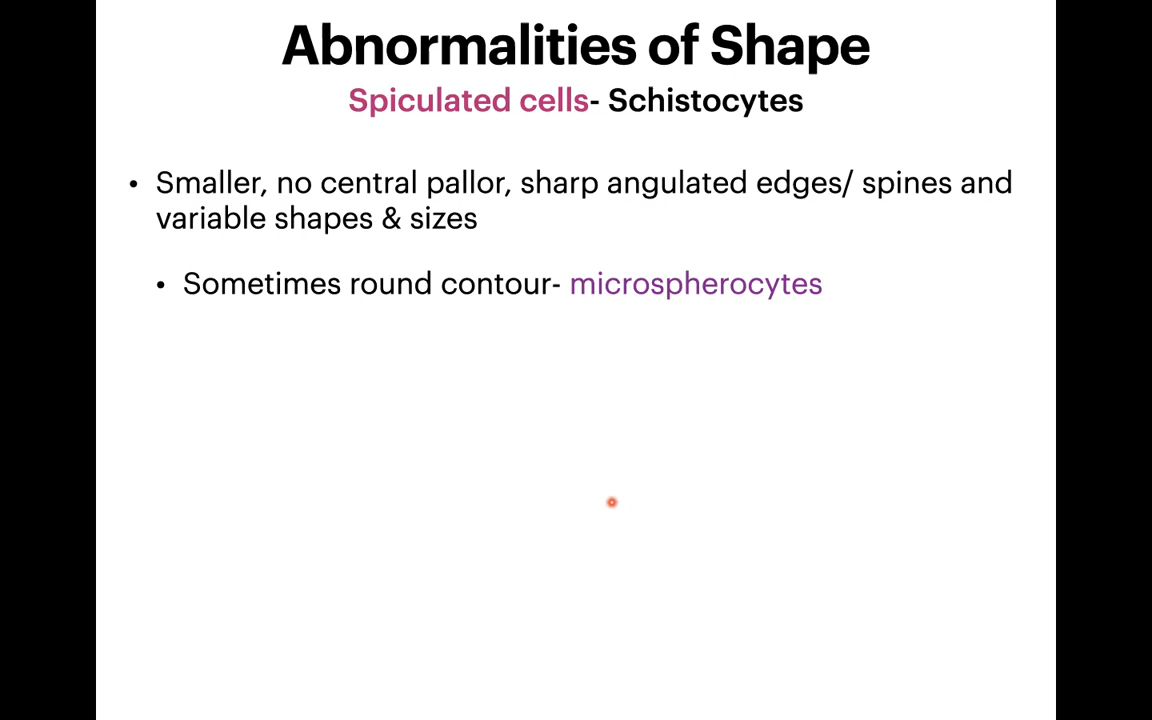 Abnormalities of Shape
Spiculated cells- Schistocytes
• Smaller, no central pallor, sharp angulated edges/ spines and
variable shapes & sizes
• Sometimes round contour- microspherocytes